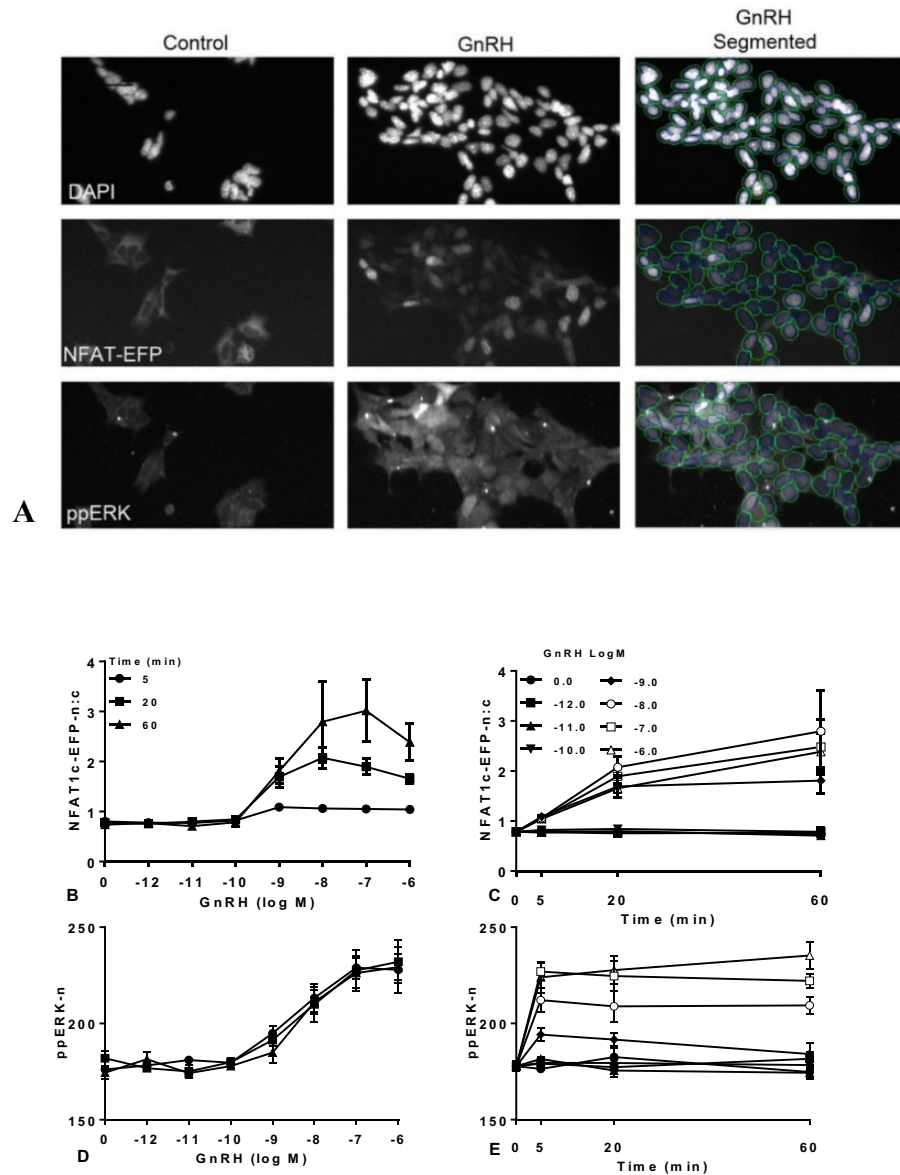 Control GnRH GnRH
Segmented
DAPI
NFAT-EFP
A ppERK
Time (min)
5
20
60
NFAT1c-EFP-n:c
4
3
2
1
0
0 -12 -11 -10 -9 -8 -7 -6
B GnRH (log M)
GnRH LogM
0.0 -9.0
-12.0 -8.0
-11.0 -7.0
-10.0 -6.0
NFAT1c-EFP-n:c
4
3
2
1
0
0 5 20 60
C Time (min)
ppERK-n
250
200
150
0 -12 -11 -10 -9 -8 -7 -6
D GnRH (log M)
ppERK-n
250
200
150
0 5 20 60
E Time (min)